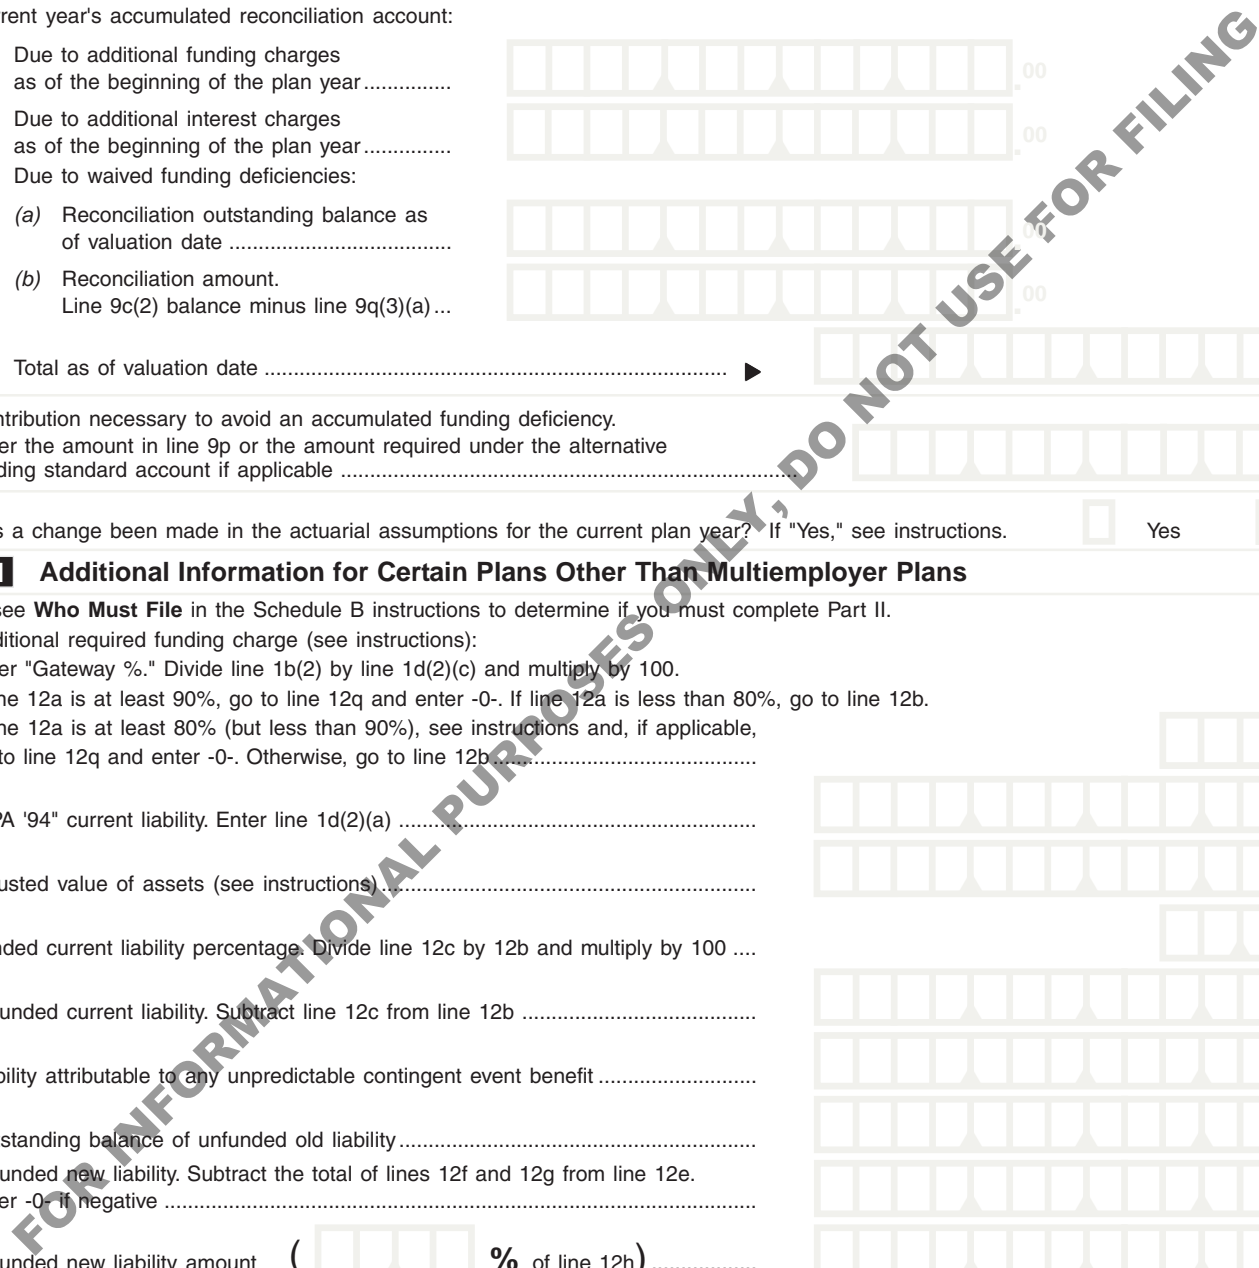 rrent year's accumulated reconciliation account:
Due to additional funding charges
as of the beginning of the plan year ............... .00
Due to additional interest charges
as of the beginning of the plan year ............... .00
Due to waived funding deficiencies:
(a) Reconciliation outstanding balance as
of valuation date ...................................... .00
(b) Reconciliation amount.
Line 9c(2) balance minus line 9q(3)(a) ... .00
Total as of valuation date ............................................................................... ▶
ntribution necessary to avoid an accumulated funding deficiency.
er the amount in line 9p or the amount required under the alternative
ding standard account if applicable ..............................................................................
s a change been made in the actuarial assumptions for the current plan year? If "Yes," see instructions. Yes
Additional Information for Certain Plans Other Than Multiemployer Plans
see Who Must File in the Schedule B instructions to determine if you must complete Part II.
ditional required funding charge (see instructions):
er "Gateway %." Divide line 1b(2) by line 1d(2)(c) and multiply by 100.
ne 12a is at least 90%, go to line 12q and enter -0-. If line 12a is less than 80%, go to line 12b.
ne 12a is at least 80% (but less than 90%), see instructions and, if applicable,
to line 12q and enter -0-. Otherwise, go to line 12b.............................................
PA '94" current liability. Enter line 1d(2)(a) .............................................................
usted value of assets (see instructions)................................................................
nded current liability percentage. Divide line 12c by 12b and multiply by 100 ....
unded current liability. Subtract line 12c from line 12b ........................................
bility attributable to any unpredictable contingent event benefit ...........................
standing balance of unfunded old liability .............................................................
unded new liability. Subtract the total of lines 12f and 12g from line 12e.
er -0- if negative .....................................................................................................
unded new liability amount ( % of line 12h) ..................
FOR INFORMATIONAL PURPOSES ONLY, DO NOT USE FOR FILING